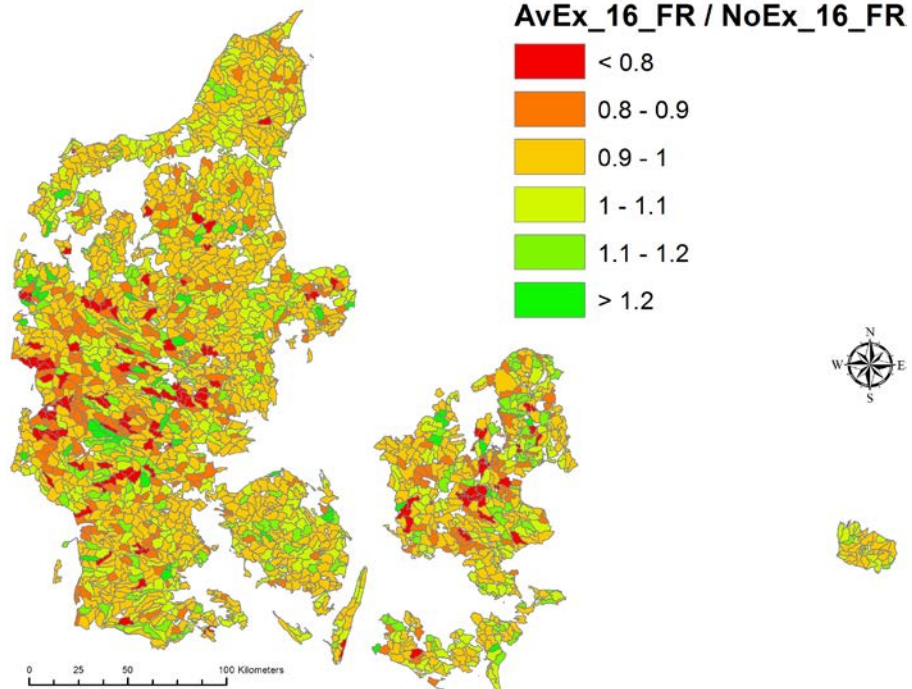 AvEx_16_FR / NoEx_16_FR
< 0.8
0.8 - 0.9
0.9 - 1
1 - 1.1
1.1 - 1.2
> 1.2
N
W E
S
0 25 50 100 Kilometers